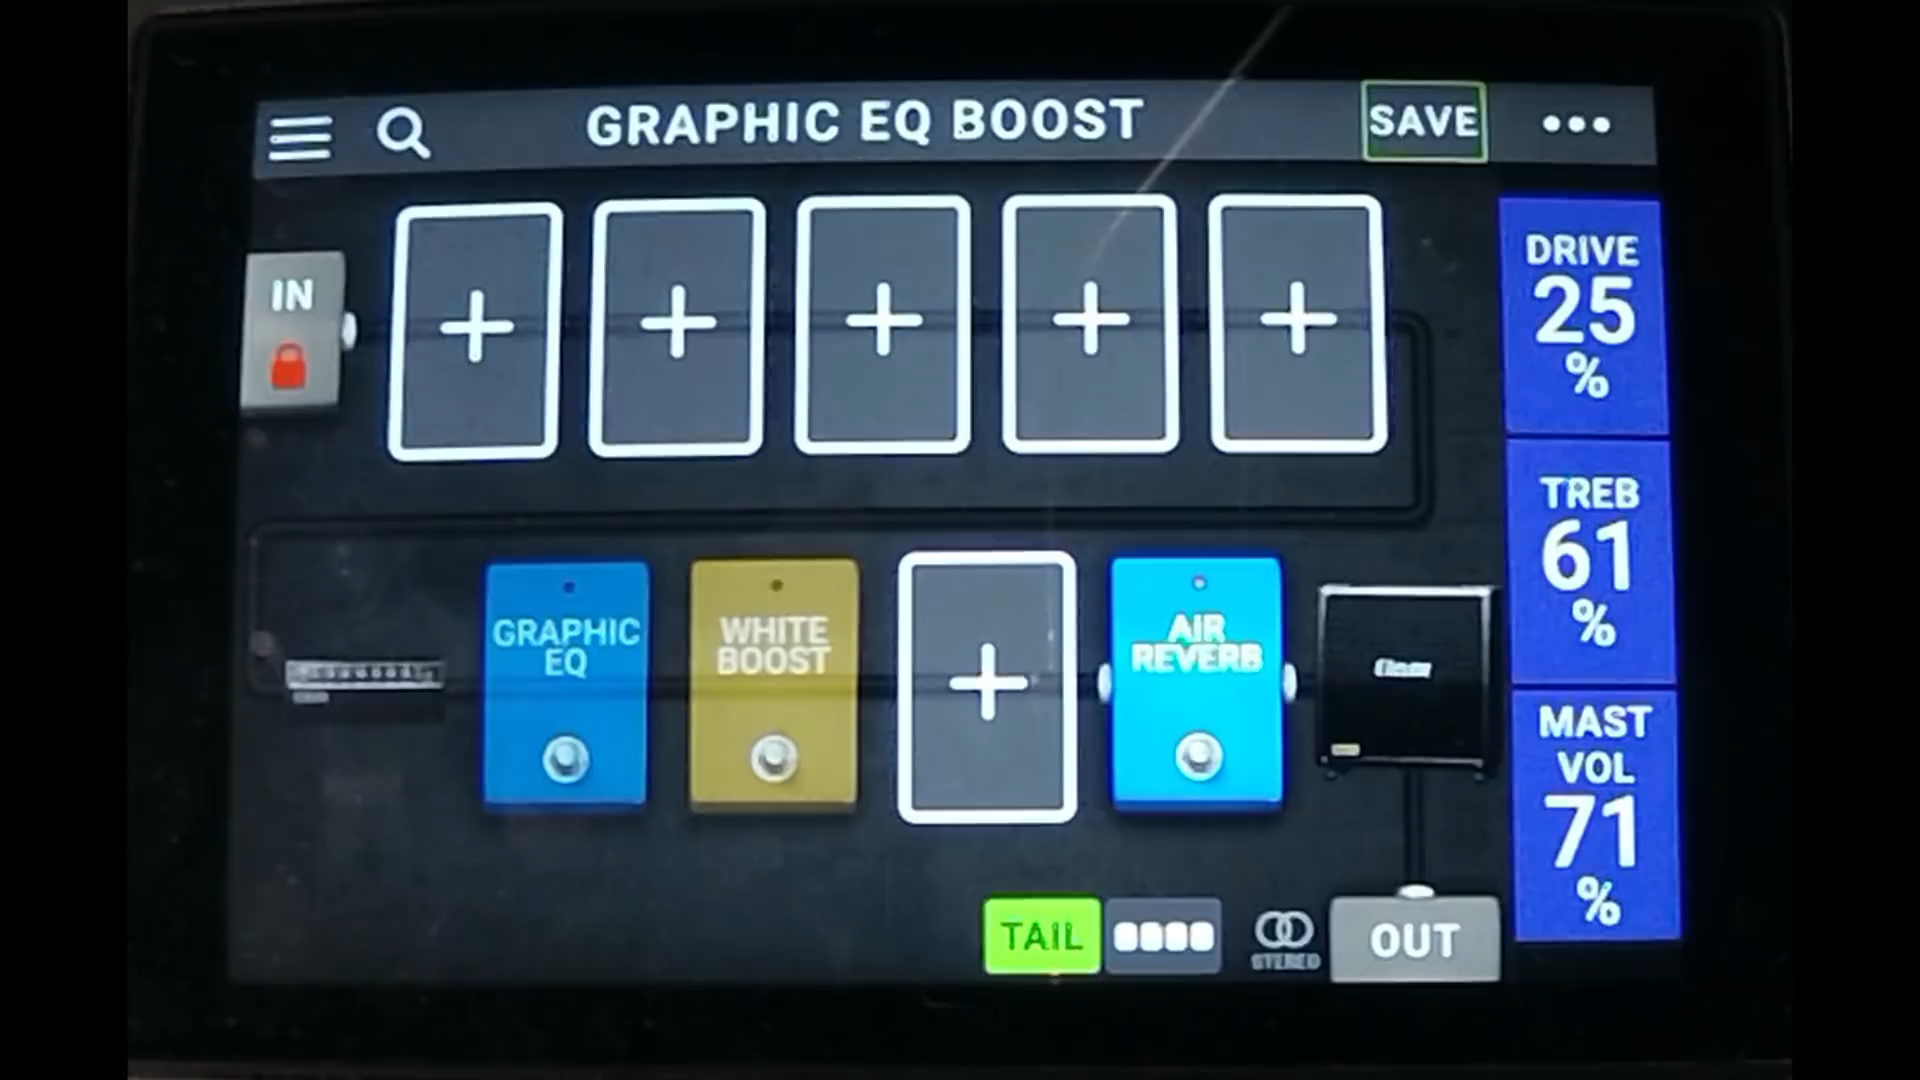 GRAPHIC EQ BOOST
SAVE
IN
DRIVE
25
%
TREB
61
%
MAST
VOL
71
%
GRAPHIC
EQ
WHITE
BOOST
AIR
REVERB
TAIL
STEREO
OUT